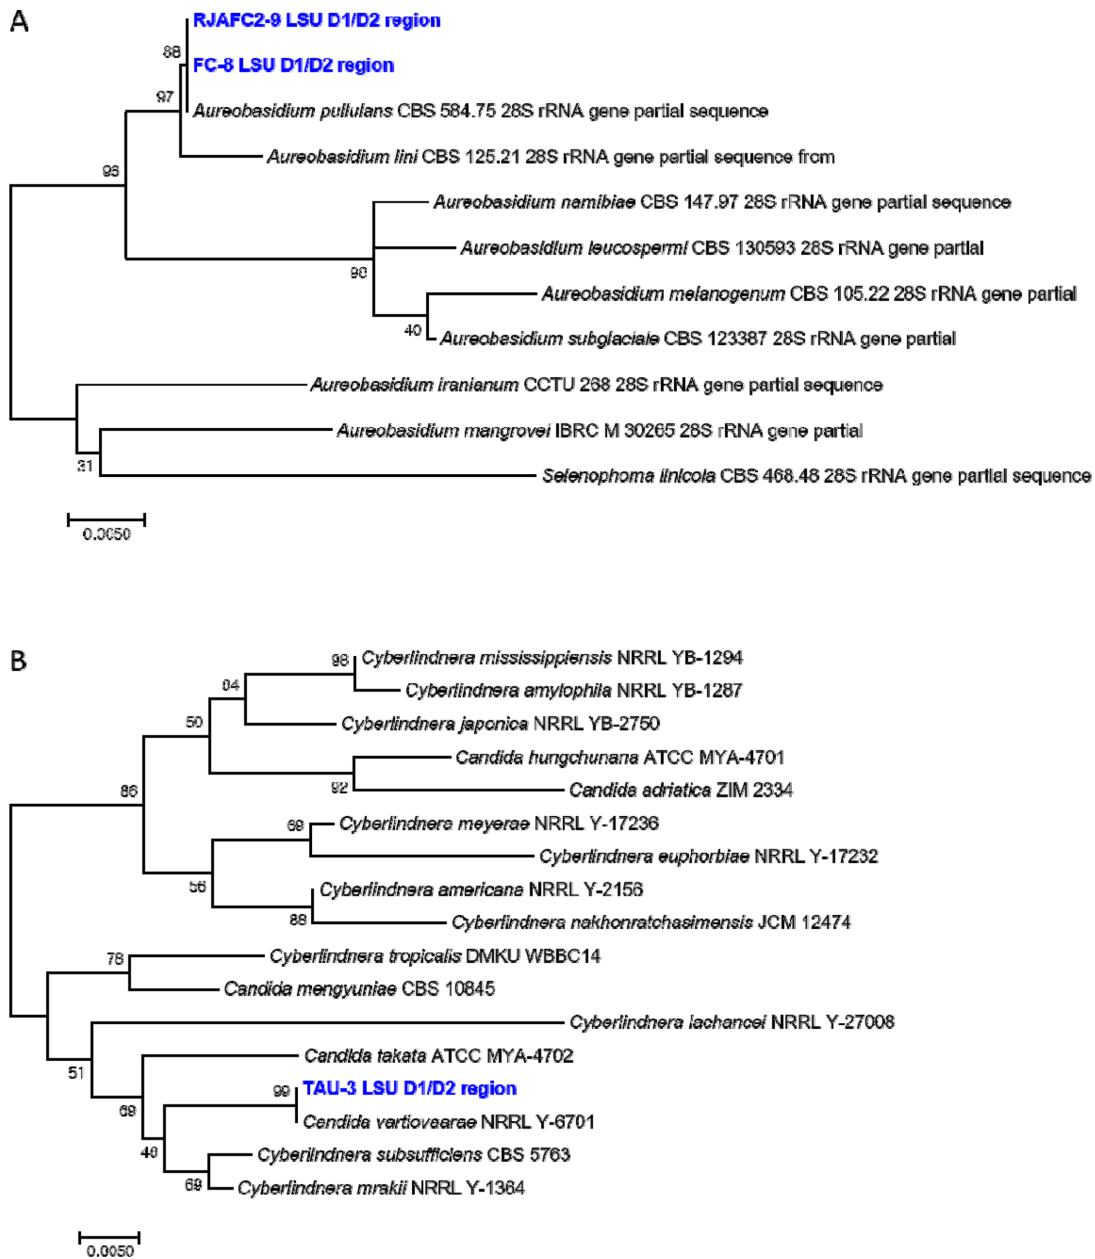 A
RJAFC2-9 LSU D1/D2 region
88
FC-8 LSU D1/D2 region
97
Aureobasidium pullulans CBS 584.75 28S rRNA gene partial sequence
Aureobasidium lini CBS 125.21 28S rRNA gene partial sequence from
Aureobasidium namibiae CBS 147.97 28S rRNA gene partial sequence
Aureobasidium leucospermi CBS 130593 28S rRNA gene partial
Aureobasidium melanogenum CBS 105.22 28S rRNA gene partial
40
Aureobasidium subglaciale CBS 123387 28S rRNA gene partial
Aureobasidium iranianum CCTU 268 28S rRNA gene partial sequence
Aureobasidium mangrovei IBRC M 30265 28S rRNA gene partial
31
Selenophoma linicola CBS 468.48 28S rRNA gene partial sequence
0.0050
B
98
Cyberlindnera mississippiensis NRRL YB-1294
Cyberlindnera amylophila NRRL YB-1287
50
Cyberlindnera japonica NRRL YB-2750
Candida hungchunana ATCC MYA-4701
92
Candida adriatica ZIM 2334
86
69
Cyberlindnera meyerae NRRL Y-17236
Cyberlindnera euphorbiae NRRL Y-17232
56
Cyberlindnera americana NRRL Y-2156
88
Cyberlindnera nakhonratchasimensis JCM 12474
78
Cyberlindnera tropicalis DMKU WBBC14
Candida mengyuniae CBS 10845
Cyberlindnera lachancei NRRL Y-27008
51
Candida takata ATCC MYA-4702
99
TAU-3 LSU D1/D2 region
69
Candida vartiovaarae NRRL Y-6701
Cyberlindnera subsufficiens CBS 5763
69
Cyberlindnera mrakii NRRL Y-1364
0.0050